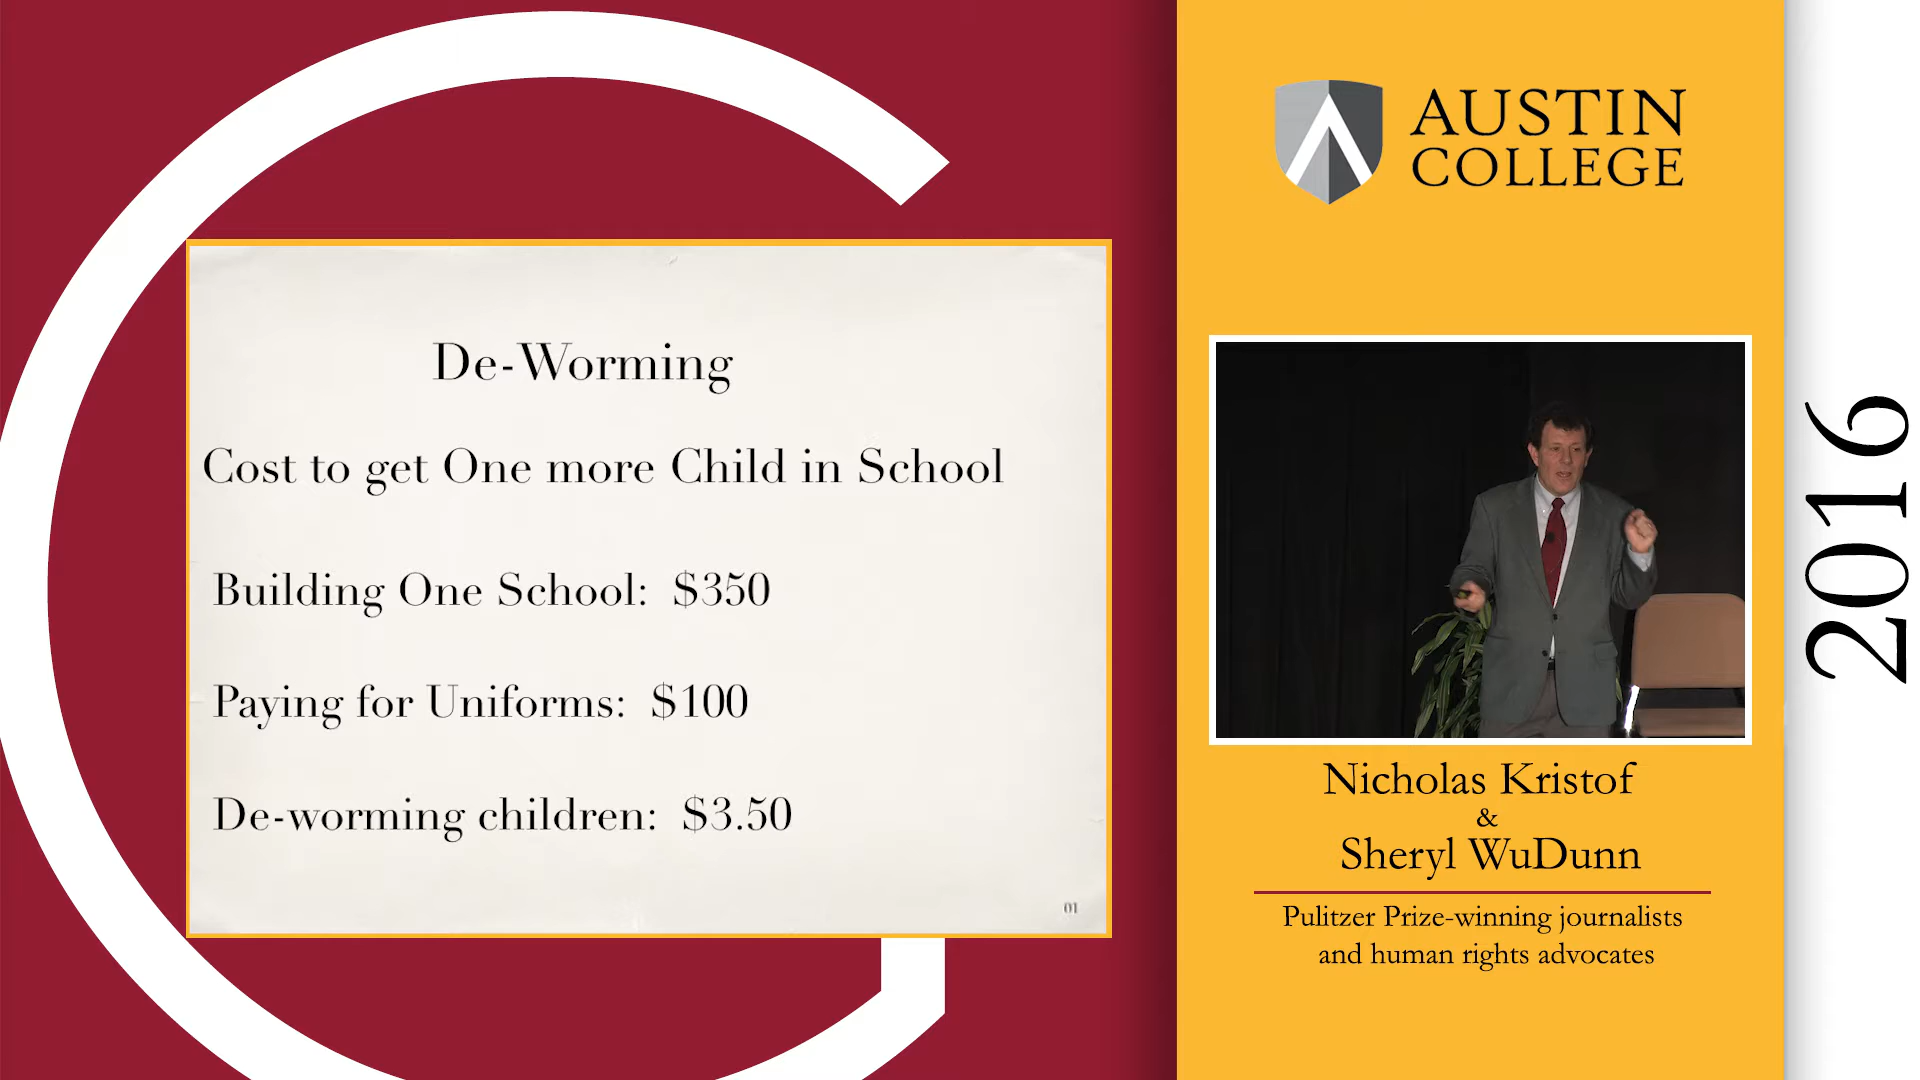 De-Worming
Cost to get One more Child in School
Building One School: $350
Paying for Uniforms: $100
De-worming children: $3.50
01
AUSTIN
COLLEGE
Nicholas Kristof
&
Sheryl WuDunn
Pulitzer Prize-winning journalists
and human rights advocates
2016